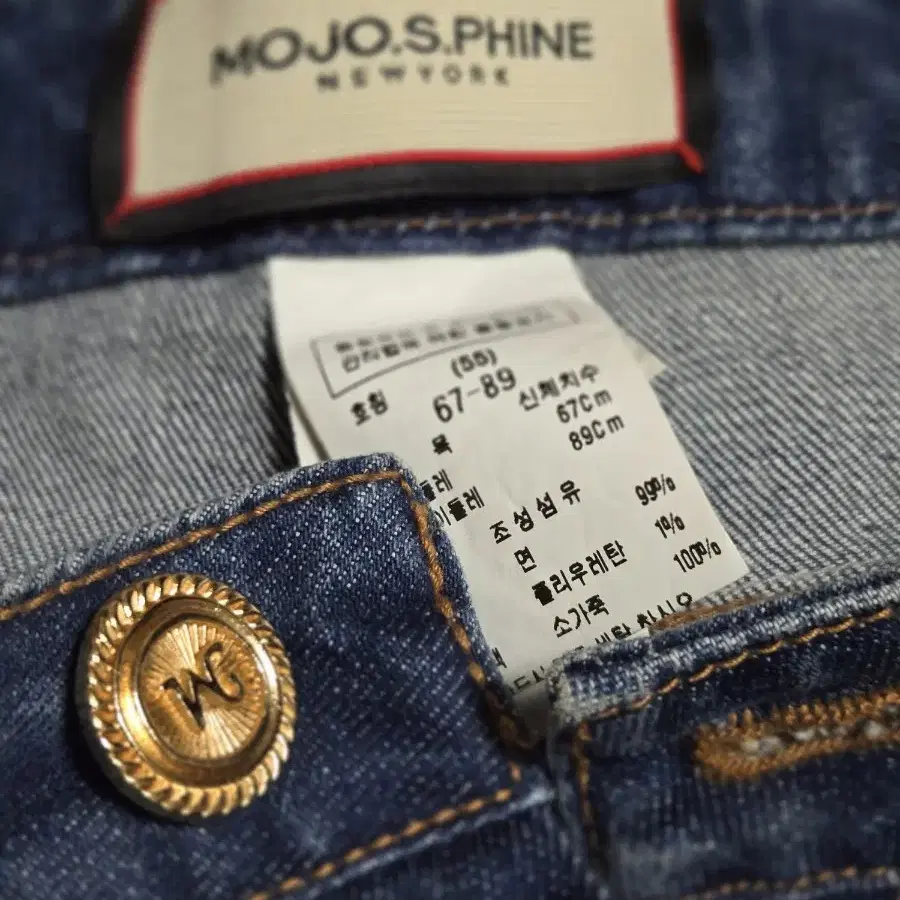 MOJO.S.PHINE
NEWYORK
(55)
호칭 67-89 신체치수
67Cm
89Cm
조성섬유
면 99%
폴리우레탄 1%
소가죽 100%